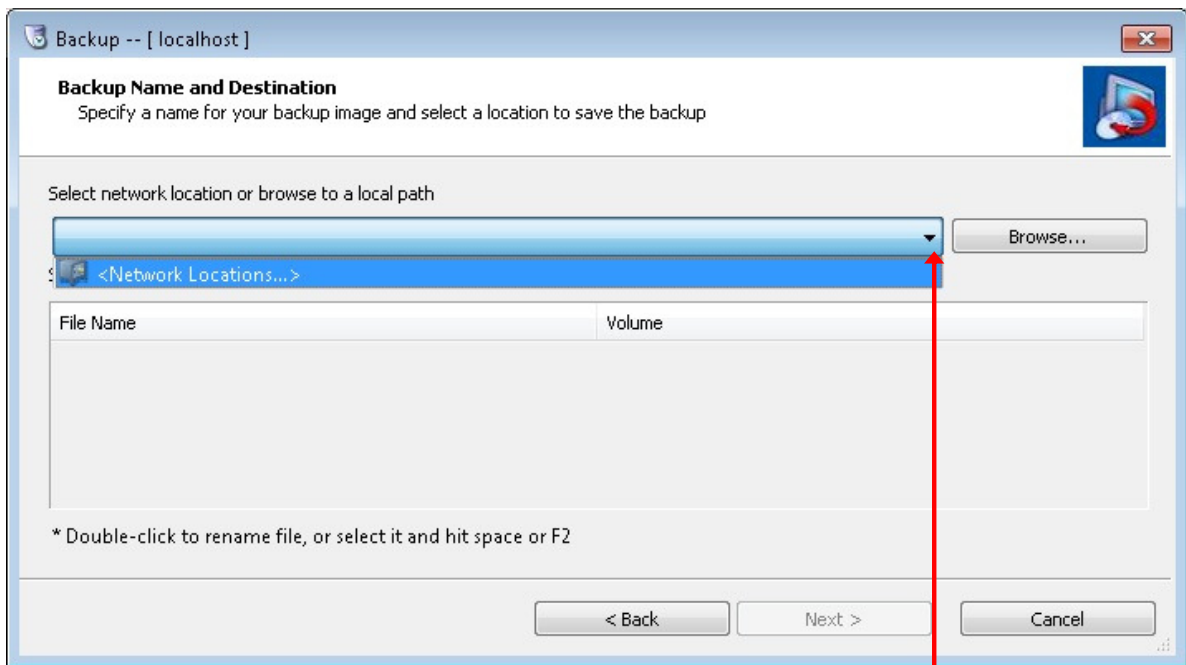 Backup -- [ localhost ]
Backup Name and Destination
Specify a name for your backup image and select a location to save the backup
Select network location or browse to a local path
Browse...
<Network Locations...>
File Name Volume
* Double-click to rename file, or select it and hit space or F2
< Back Next > Cancel